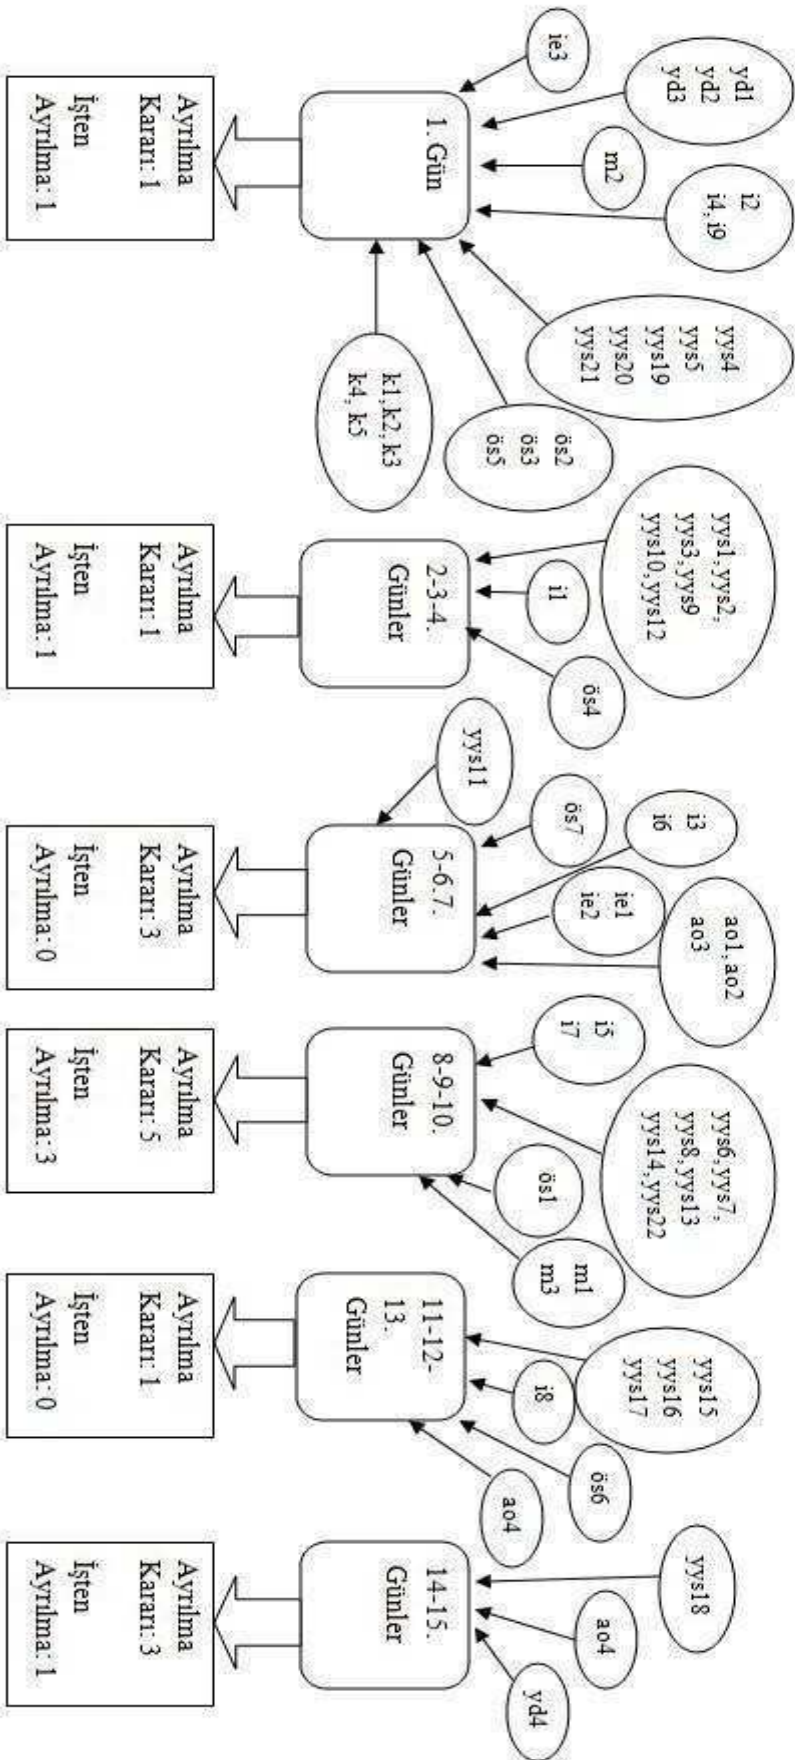 ie3
yd1
yd2
yd3
m2
i2
i4, i9
yys4
yys5
yys19
yys20
yys21
ös2
ös3
ös5
k1, k2, k3
k4, k5
1. Gün
Ayrılma
Kararı: 1
İşten
Ayrılma: 1
yys1, yys2,
yys3, yys9
yys10, yys12
i1
ös4
2-3-4.
Günler
Ayrılma
Kararı: 1
İşten
Ayrılma: 1
yys11
ös7
i3
i6
ie1
ie2
ao1, ao2
ao3
5-6.7.
Günler
Ayrılma
Kararı: 3
İşten
Ayrılma: 0
i5
i7
yys6, yys7,
yys8, yys13
yys14, yys22
ös1
m1
m3
8-9-10.
Günler
Ayrılma
Kararı: 5
İşten
Ayrılma: 3
yys15
yys16
yys17
i8
ös6
ao4
11-12-
13.
Günler
Ayrılma
Kararı: 1
İşten
Ayrılma: 0
yys18
ao4
yd4
14-15.
Günler
Ayrılma
Kararı: 3
İşten
Ayrılma: 1